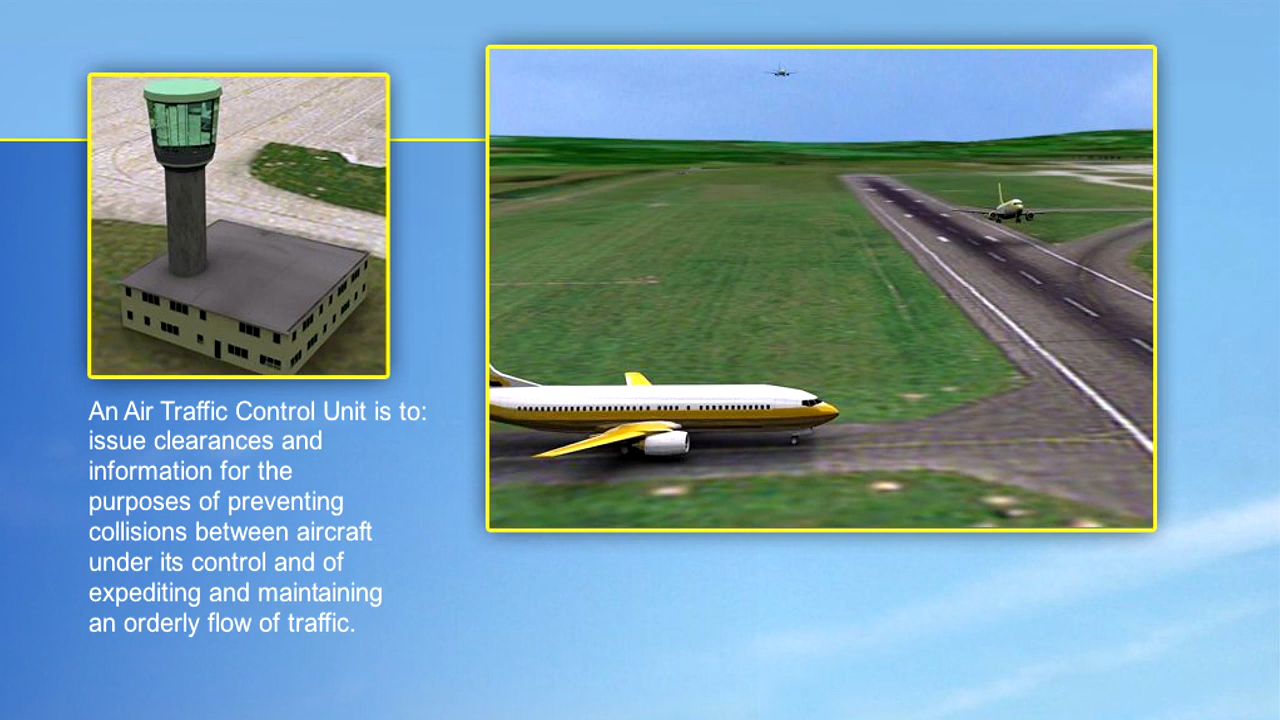 An Air Traffic Control Unit is to:
issue clearances and
information for the
purposes of preventing
collisions between aircraft
under its control and of
expediting and maintaining
an orderly flow of traffic.